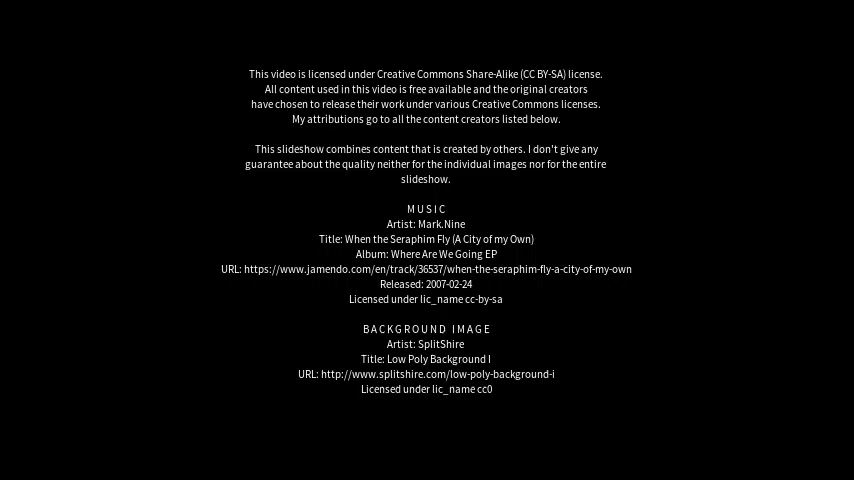 This video is licensed under Creative Commons Share-Alike (CC BY-SA) license.
All content used in this video is free available and the original creators
have chosen to release their work under various Creative Commons licenses.
My attributions go to all the content creators listed below.
This slideshow combines content that is created by others. I don't give any
guarantee about the quality neither for the individual images nor for the entire
slideshow.
MUSIC
Artist: Mark.Nine
Title: When the Seraphim Fly (A City of my Own)
Album: Where Are We Going EP
URL: https://www.jamendo.com/en/track/36537/when-the-seraphim-fly-a-city-of-my-own
Released: 2007-02-24
Licensed under lic_name cc-by-sa
BACKGROUND IMAGE
Artist: SplitShire
Title: Low Poly Background I
URL: http://www.splitshire.com/low-poly-background-i
Licensed under lic_name cc0